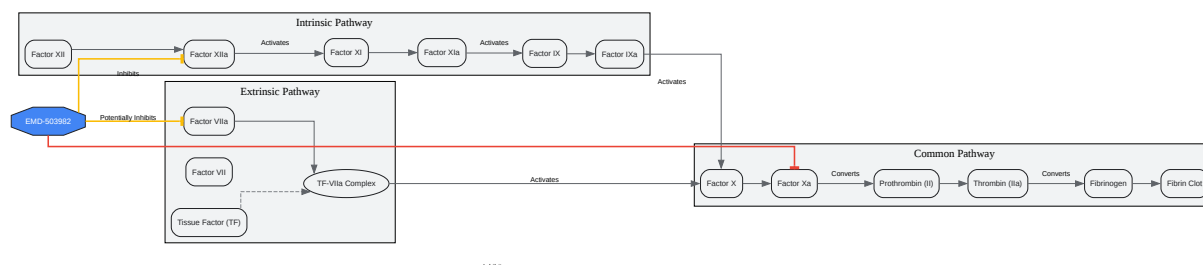 Intrinsic Pathway
Factor XII
Factor XIIa
Activates
Factor XI
Factor XIa
Activates
Factor IX
Factor IXa
Inhibits
Activates
Extrinsic Pathway
EMD-503982
Potentially Inhibits
Factor VIIa
Factor VII
TF-VIIa Complex
Tissue Factor (TF)
Activates
Common Pathway
Factor X
Factor Xa
Converts
Prothrombin (II)
Thrombin (IIa)
Converts
Fibrinogen
Fibrin Clot